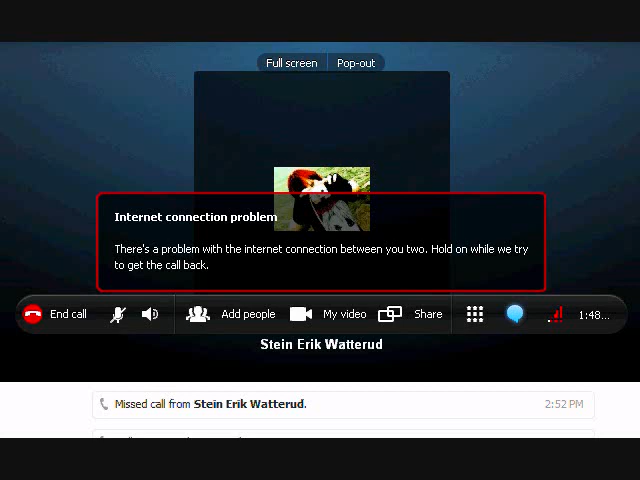 Full screen Pop-out
Internet connection problem
There's a problem with the internet connection between you two. Hold on while we try
to get the call back.
End call Add people My video Share 1:48...
Stein Erik Watterud
Missed call from Stein Erik Watterud. 2:52 PM